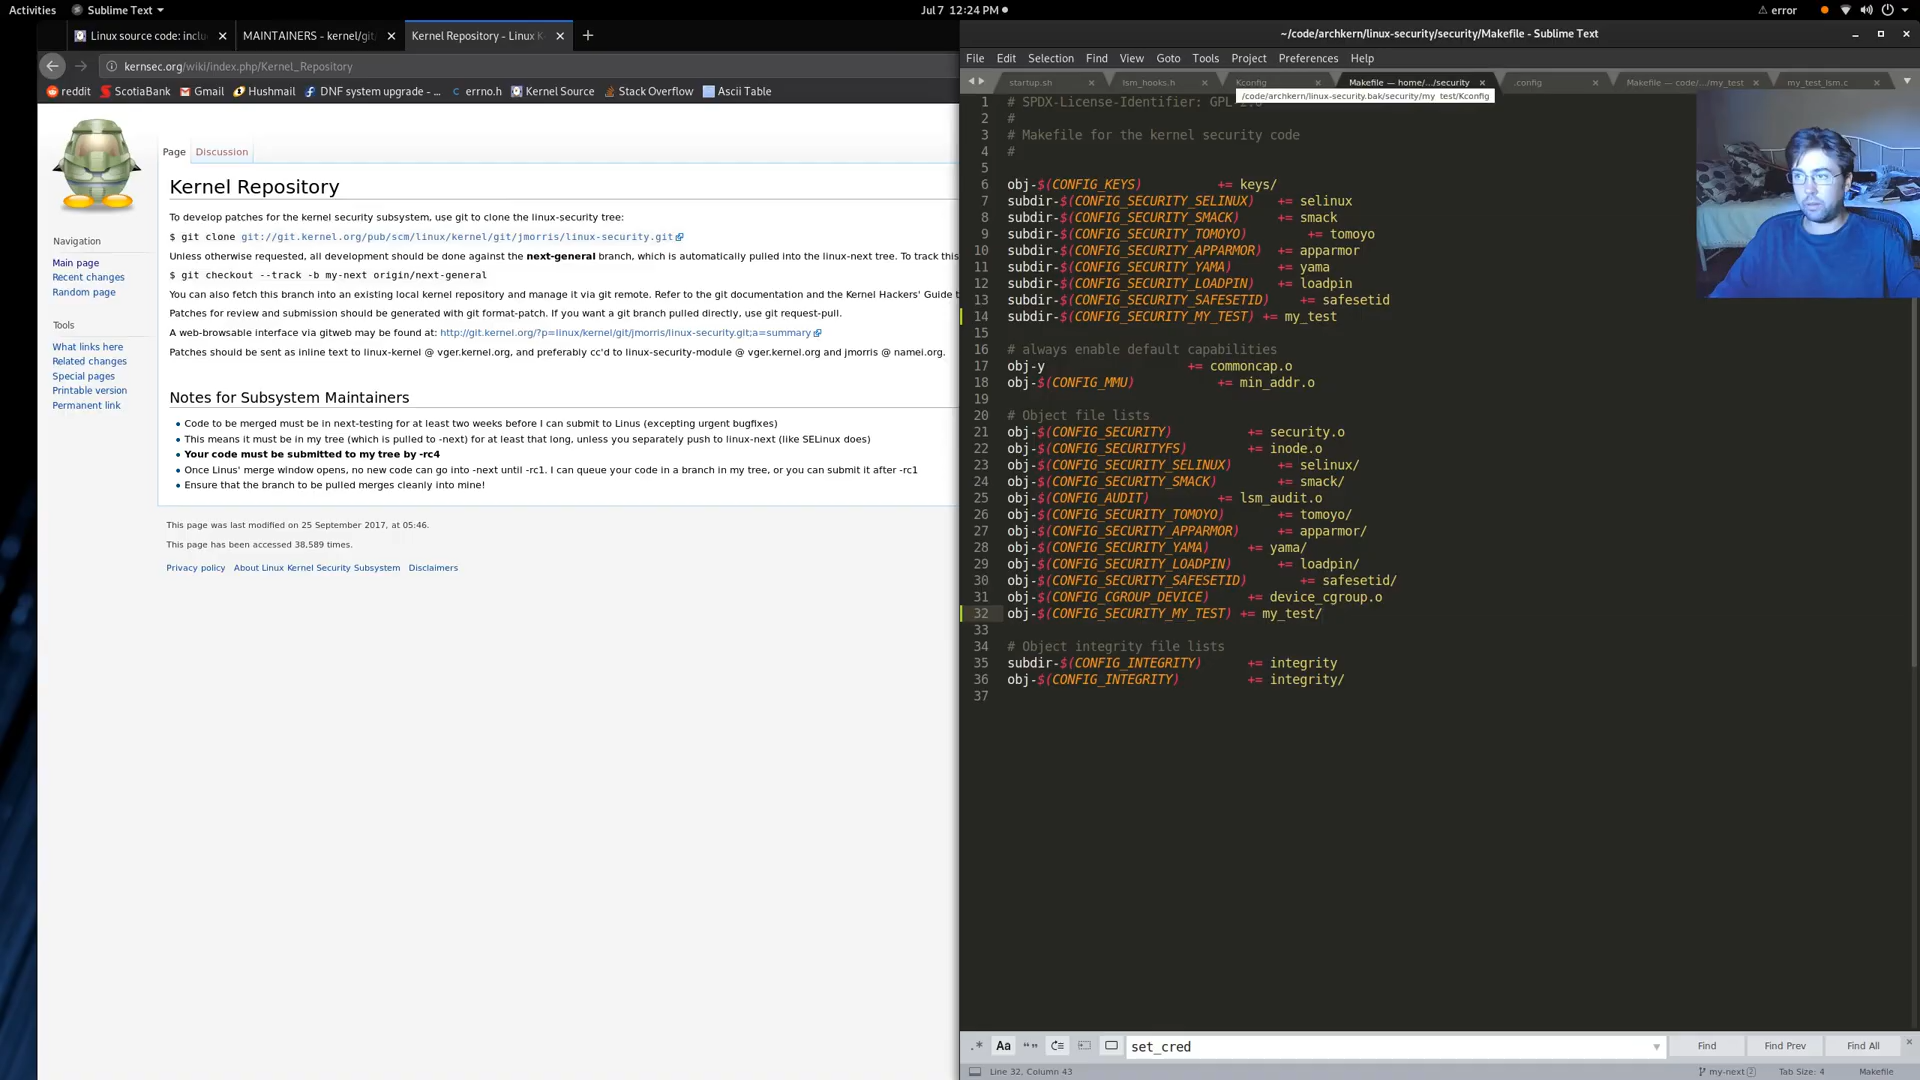 Activities
Sublime Text
Jul 7 12:24 PM
error
Linux source code: inclu
MAINTAINERS - kernel/git/
Kernel Repository - Linux K
kernsec.org/wiki/index.php/Kernel_Repository
reddit
ScotiaBank
Gmail
Hushmail
DNF system upgrade - …
errno.h
Kernel Source
Stack Overflow
Ascii Table
Page
Discussion
Kernel Repository
To develop patches for the kernel security subsystem, use git to clone the linux-security tree:
$ git clone git://git.kernel.org/pub/scm/linux/kernel/git/jmorris/linux-security.git
Unless otherwise requested, all development should be done against the next-general branch, which is automatically pulled into the linux-next tree. To track this
$ git checkout --track -b my-next origin/next-general
You can also fetch this branch into an existing local kernel repository and manage it via git remote. Refer to the git documentation and the Kernel Hackers' Guide t
Patches for review and submission should be generated with git format-patch. If you want a git branch pulled directly, use git request-pull.
A web-browsable interface via gitweb may be found at: http://git.kernel.org/?p=linux/kernel/git/jmorris/linux-security.git;a=summary
Patches should be sent as inline text to linux-kernel @ vger.kernel.org, and preferably cc'd to linux-security-module @ vger.kernel.org and jmorris @ namei.org.
Notes for Subsystem Maintainers
Code to be merged must be in next-testing for at least two weeks before I can submit to Linus (excepting urgent bugfixes)
This means it must be in my tree (which is pulled to -next) for at least that long, unless you separately push to linux-next (like SELinux does)
Your code must be submitted to my tree by -rc4
Once Linus' merge window opens, no new code can go into -next until -rc1. I can queue your code in a branch in my tree, or you can submit it after -rc1
Ensure that the branch to be pulled merges cleanly into mine!
This page was last modified on 25 September 2017, at 05:46.
This page has been accessed 38,589 times.
Privacy policy
About Linux Kernel Security Subsystem
Disclaimers
Navigation
Main page
Recent changes
Random page
Tools
What links here
Related changes
Special pages
Printable version
Permanent link
~/code/archkern/linux-security/security/Makefile - Sublime Text
File
Edit
Selection
Find
View
Goto
Tools
Project
Preferences
Help
startup.sh
lsm_hooks.h
Kconfig
Makefile — home/.../security
.config
Makefile — code/.../my_test
my_test_lsm.c
/code/archkern/linux-security.bak/security/my_test/Kconfig
1 # SPDX-License-Identifier: GPL
2 #
3 # Makefile for the kernel security code
4 #
5
6 obj-$(CONFIG_KEYS) += keys/
7 subdir-$(CONFIG_SECURITY_SELINUX) += selinux
8 subdir-$(CONFIG_SECURITY_SMACK) += smack
9 subdir-$(CONFIG_SECURITY_TOMOYO) += tomoyo
10 subdir-$(CONFIG_SECURITY_APPARMOR) += apparmor
11 subdir-$(CONFIG_SECURITY_YAMA) += yama
12 subdir-$(CONFIG_SECURITY_LOADPIN) += loadpin
13 subdir-$(CONFIG_SECURITY_SAFESETID) += safesetid
14 subdir-$(CONFIG_SECURITY_MY_TEST) += my_test
15
16 # always enable default capabilities
17 obj-y += commoncap.o
18 obj-$(CONFIG_MMU) += min_addr.o
19
20 # Object file lists
21 obj-$(CONFIG_SECURITY) += security.o
22 obj-$(CONFIG_SECURITYFS) += inode.o
23 obj-$(CONFIG_SECURITY_SELINUX) += selinux/
24 obj-$(CONFIG_SECURITY_SMACK) += smack/
25 obj-$(CONFIG_AUDIT) += lsm_audit.o
26 obj-$(CONFIG_SECURITY_TOMOYO) += tomoyo/
27 obj-$(CONFIG_SECURITY_APPARMOR) += apparmor/
28 obj-$(CONFIG_SECURITY_YAMA) += yama/
29 obj-$(CONFIG_SECURITY_LOADPIN) += loadpin/
30 obj-$(CONFIG_SECURITY_SAFESETID) += safesetid/
31 obj-$(CONFIG_CGROUP_DEVICE) += device_cgroup.o
32 obj-$(CONFIG_SECURITY_MY_TEST) += my_test/
33
34 # Object integrity file lists
35 subdir-$(CONFIG_INTEGRITY) += integrity
36 obj-$(CONFIG_INTEGRITY) += integrity/
37
.*
Aa
“”
set_cred
Find
Find Prev
Find All
Line 32, Column 43
my-next 2
Tab Size: 4
Makefile